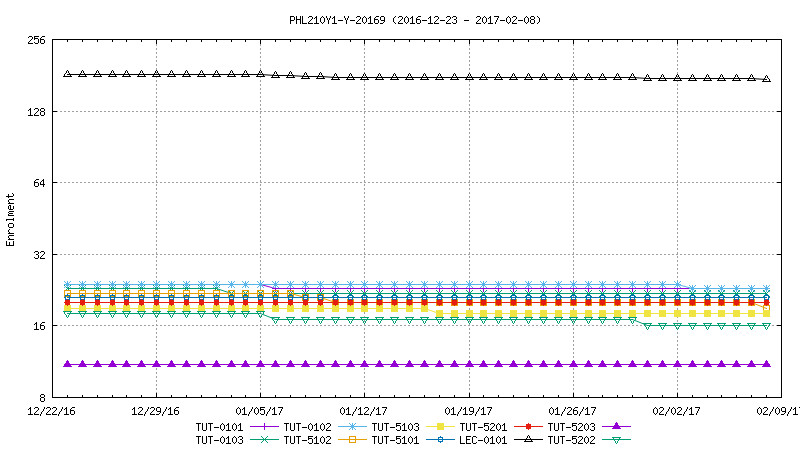 PHL210Y1-Y-20169 (2016-12-23 - 2017-02-08)
256
128
64
32
16
8
Enrolment
12/22/16 12/29/16 01/05/17 01/12/17 01/19/17 01/26/17 02/02/17 02/09/17
TUT-0101 TUT-0102 TUT-5103 TUT-5201 TUT-5203
TUT-0103 TUT-5102 TUT-5101 LEC-0101 TUT-5202